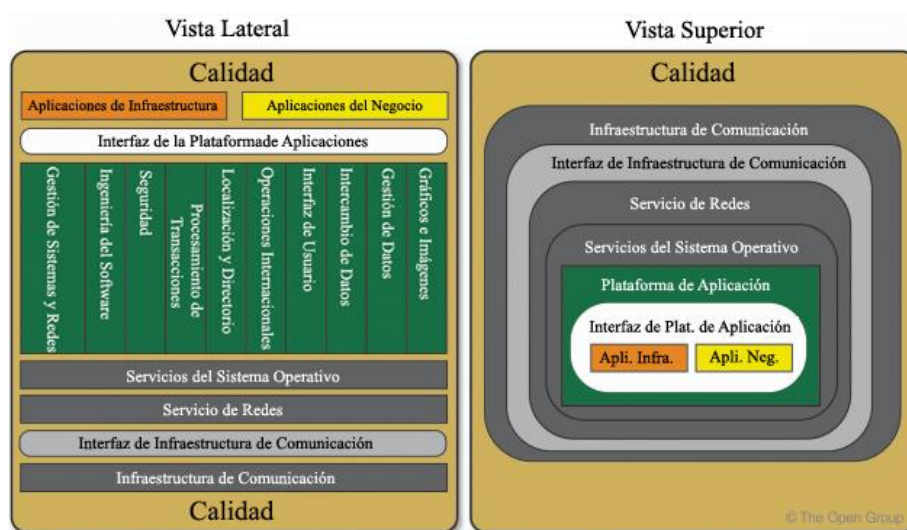 Vista Lateral
Calidad
Aplicaciones de Infraestructura
Aplicaciones del Negocio
Interfaz de la Plataformade Aplicaciones
Gestión de Sistemas y Redes
Ingeniería del Software
Seguridad
Procesamiento de
Transacciones
Localización y Directorio
Operaciones Internacionales
Interfaz de Usuario
Intercambio de Datos
Gestión de Datos
Gráficos e Imágenes
Servicios del Sistema Operativo
Servicio de Redes
Interfaz de Infraestructura de Comunicación
Infraestructura de Comunicación
Calidad
Vista Superior
Calidad
Infraestructura de Comunicación
Interfaz de Infraestructura de Comunicación
Servicio de Redes
Servicios del Sistema Operativo
Plataforma de Aplicación
Interfaz de Plat. de Aplicación
Apli. Infra.
Apli. Neg.
© The Open Group